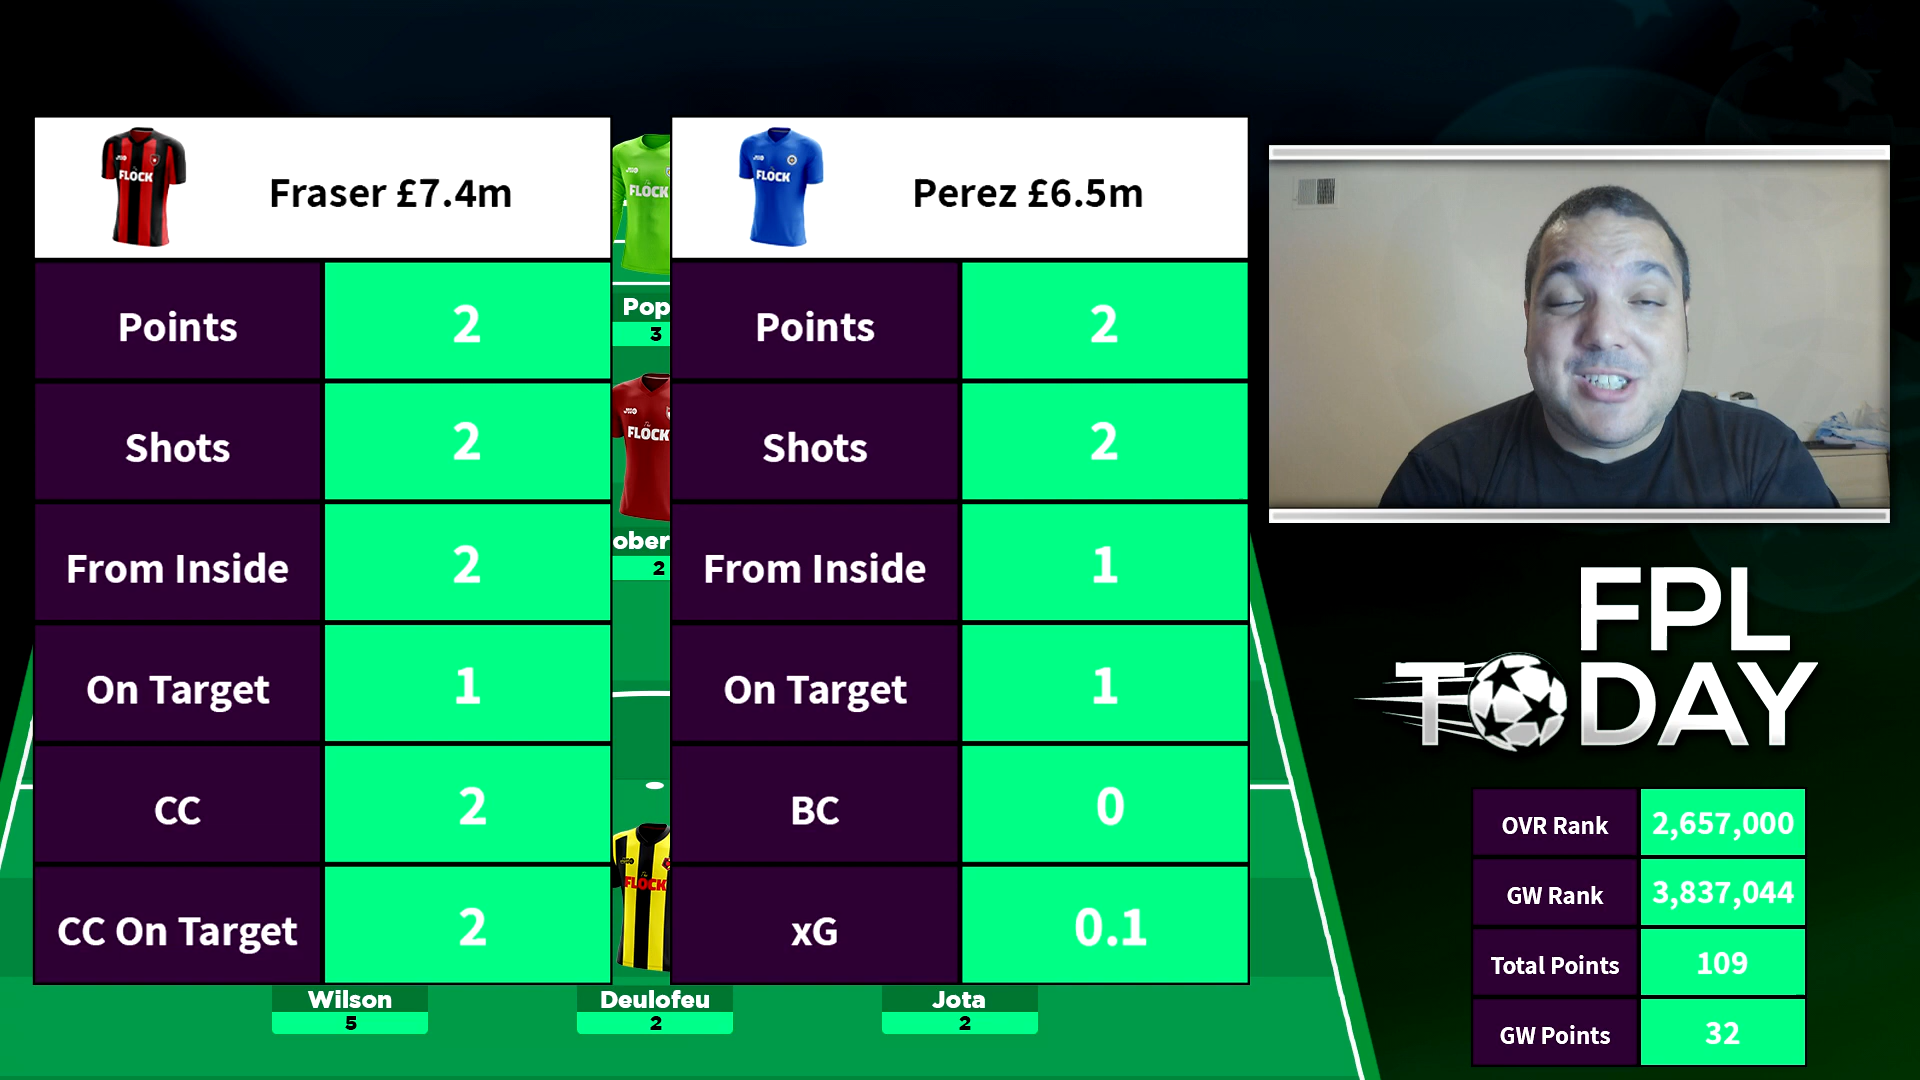 FLOCK
Fraser £7.4m
Points 2
Shots 2
From Inside 2
On Target 1
CC 2
CC On Target 2
FLOCK
Pop
3
FLOCK
ober
2
FLOCK
FLOCK
Perez £6.5m
Points 2
Shots 2
From Inside 1
On Target 1
BC 0
xG 0.1
Wilson
5
Deulofeu
2
Jota
2
FPL
TODAY
OVR Rank 2,657,000
GW Rank 3,837,044
Total Points 109
GW Points 32